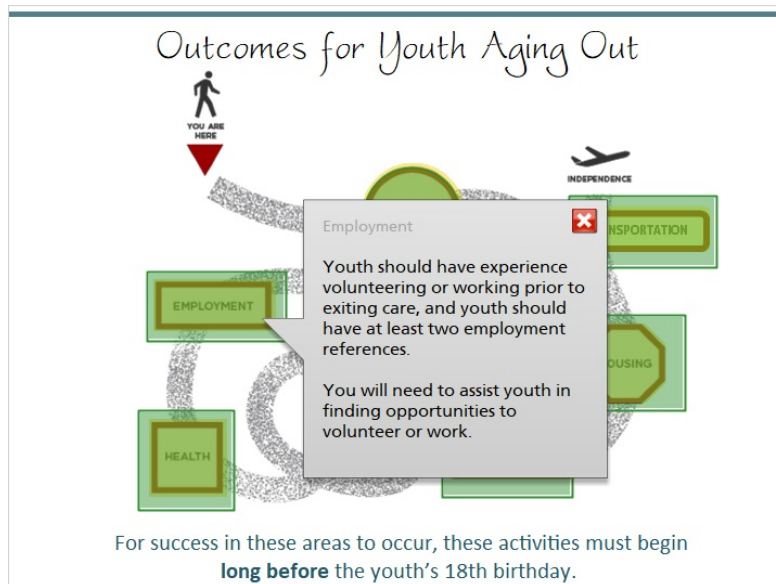 Outcomes for Youth Aging Out
YOU ARE
HERE
INDEPENDENCE
NSPORTATION
Employment
Youth should have experience
volunteering or working prior to
exiting care, and youth should
have at least two employment
references.
You will need to assist youth in
finding opportunities to
volunteer or work.
EMPLOYMENT
OUSING
HEALTH
For success in these areas to occur, these activities must begin
long before the youth's 18th birthday.